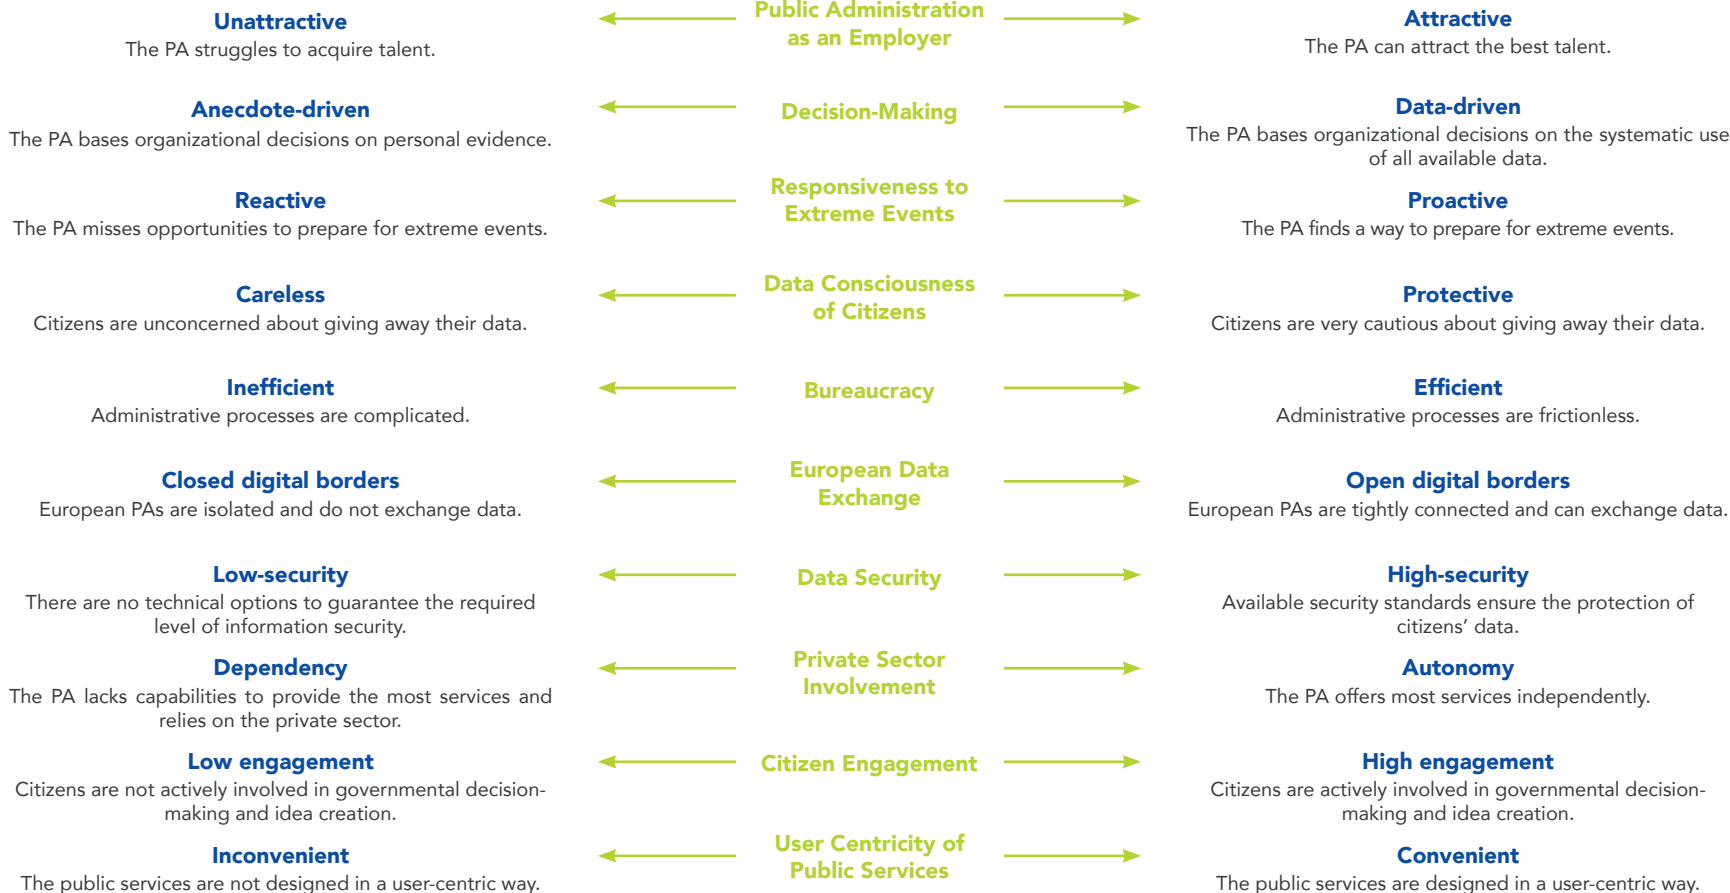 Unattractive
The PA struggles to acquire talent.
Public Administration
as an Employer
Attractive
The PA can attract the best talent.
Anecdote-driven
The PA bases organizational decisions on personal evidence.
Decision-Making
Data-driven
The PA bases organizational decisions on the systematic use
of all available data.
Reactive
The PA misses opportunities to prepare for extreme events.
Responsiveness to
Extreme Events
Proactive
The PA finds a way to prepare for extreme events.
Careless
Citizens are unconcerned about giving away their data.
Data Consciousness
of Citizens
Protective
Citizens are very cautious about giving away their data.
Inefficient
Administrative processes are complicated.
Bureaucracy
Efficient
Administrative processes are frictionless.
Closed digital borders
European PAs are isolated and do not exchange data.
European Data
Exchange
Open digital borders
European PAs are tightly connected and can exchange data.
Low-security
There are no technical options to guarantee the required
level of information security.
Data Security
High-security
Available security standards ensure the protection of
citizens’ data.
Dependency
The PA lacks capabilities to provide the most services and
relies on the private sector.
Private Sector
Involvement
Autonomy
The PA offers most services independently.
Low engagement
Citizens are not actively involved in governmental decision-
making and idea creation.
Citizen Engagement
High engagement
Citizens are actively involved in governmental decision-
making and idea creation.
Inconvenient
The public services are not designed in a user-centric way.
User Centricity of
Public Services
Convenient
The public services are designed in a user-centric way.